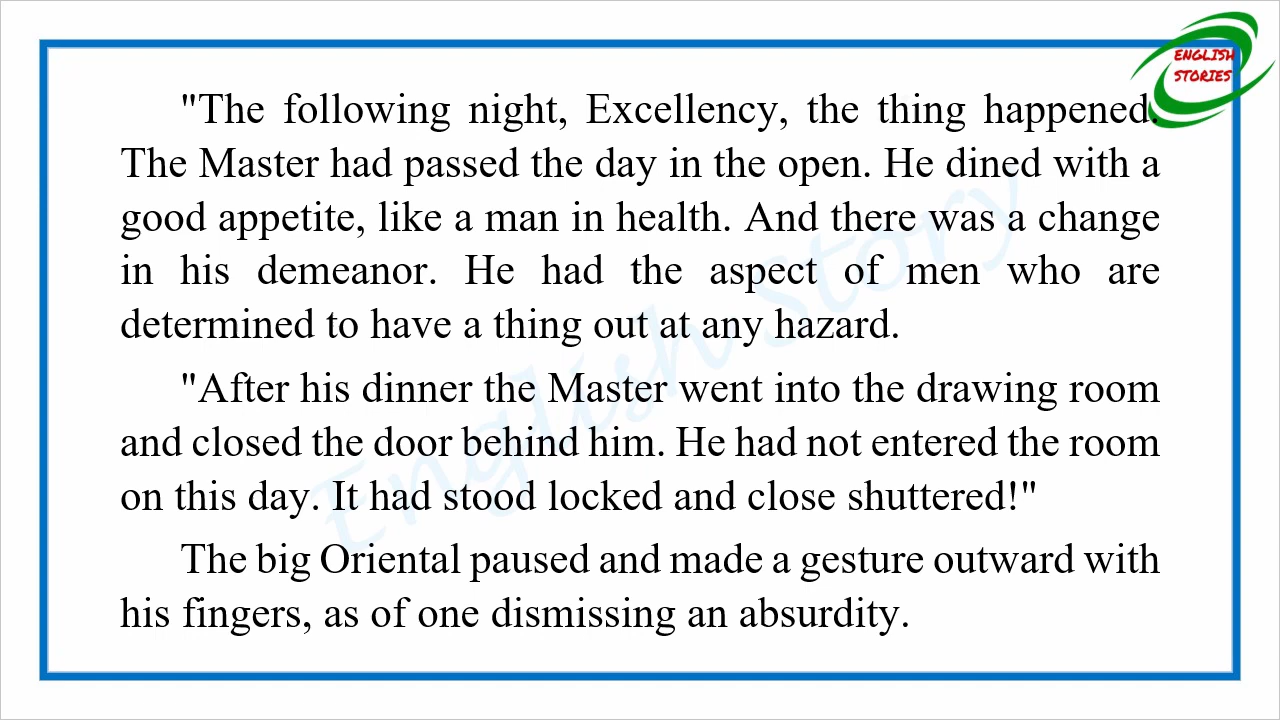 ENGLISH
STORIES
"The following night, Excellency, the thing happened.
The Master had passed the day in the open. He dined with a
good appetite, like a man in health. And there was a change
in his demeanor. He had the aspect of men who are
determined to have a thing out at any hazard.
"After his dinner the Master went into the drawing room
and closed the door behind him. He had not entered the room
on this day. It had stood locked and close shuttered!"
The big Oriental paused and made a gesture outward with
his fingers, as of one dismissing an absurdity.
English Story